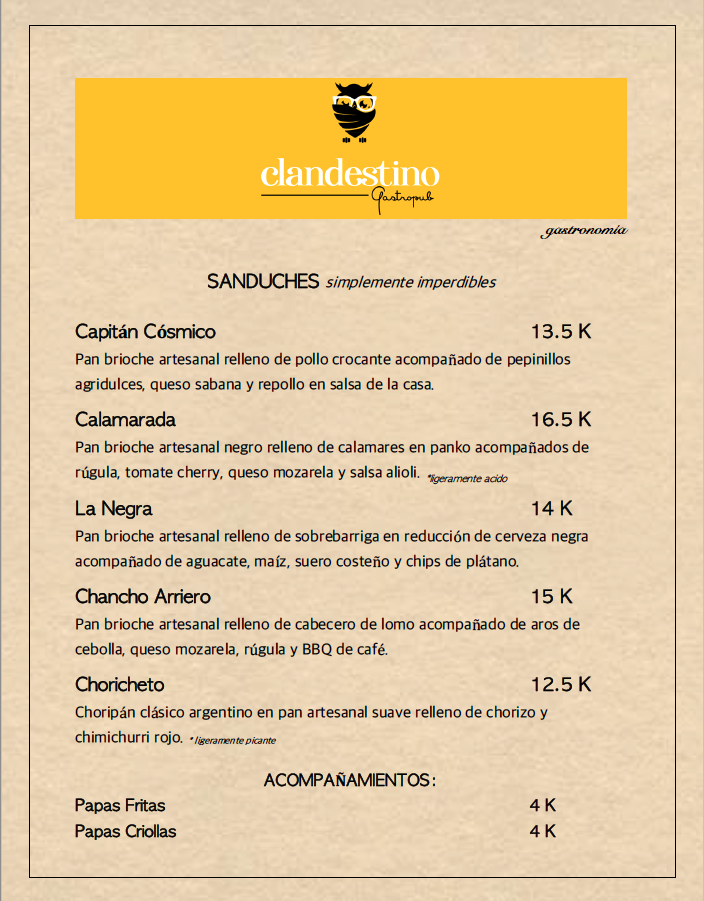 clandestino
Gastropub
gastronomía
SANDUCHES simplemente imperdibles
Capitán Cósmico 13.5 K
Pan brioche artesanal relleno de pollo crocante acompañado de pepinillos
agridulces, queso sabana y repollo en salsa de la casa.
Calamarada 16.5 K
Pan brioche artesanal negro relleno de calamares en panko acompañados de
rúgula, tomate cherry, queso mozarela y salsa alioli. *ligeramente acido
La Negra 14 K
Pan brioche artesanal relleno de sobrebarriga en reducción de cerveza negra
acompañado de aguacate, maíz, suero costeño y chips de plátano.
Chancho Arriero 15 K
Pan brioche artesanal relleno de cabecero de lomo acompañado de aros de
cebolla, queso mozarela, rúgula y BBQ de café.
Choricheto 12.5 K
Choripán clásico argentino en pan artesanal suave relleno de chorizo y
chimichurri rojo. * ligeramente picante
ACOMPAÑAMIENTOS:
Papas Fritas 4 K
Papas Criollas 4 K